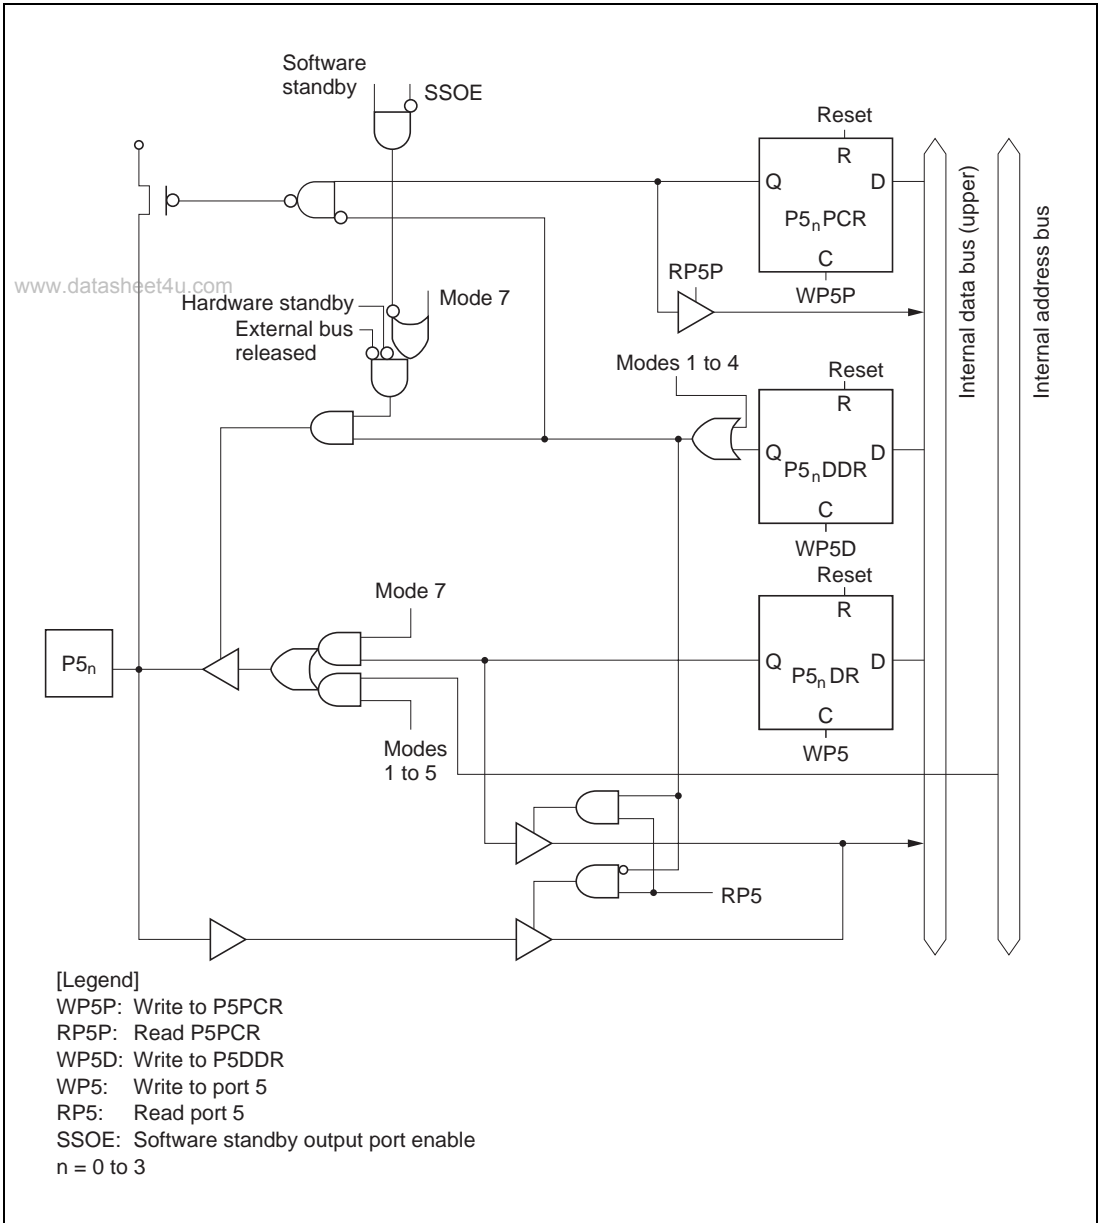 Software
standby
SSOE
Reset
R
Q
D
P5nPCR
C
WP5P
RP5P
Internal data bus (upper)
Internal address bus
www.datasheet4u.com
Hardware standby
Mode 7
External bus
released
Modes 1 to 4
Reset
R
Q
D
P5nDDR
C
WP5D
Reset
R
Mode 7
P5n
Q
D
P5nDR
C
WP5
Modes
1 to 5
RP5
[Legend]
WP5P: Write to P5PCR
RP5P: Read P5PCR
WP5D: Write to P5DDR
WP5: Write to port 5
RP5: Read port 5
SSOE: Software standby output port enable
n = 0 to 3